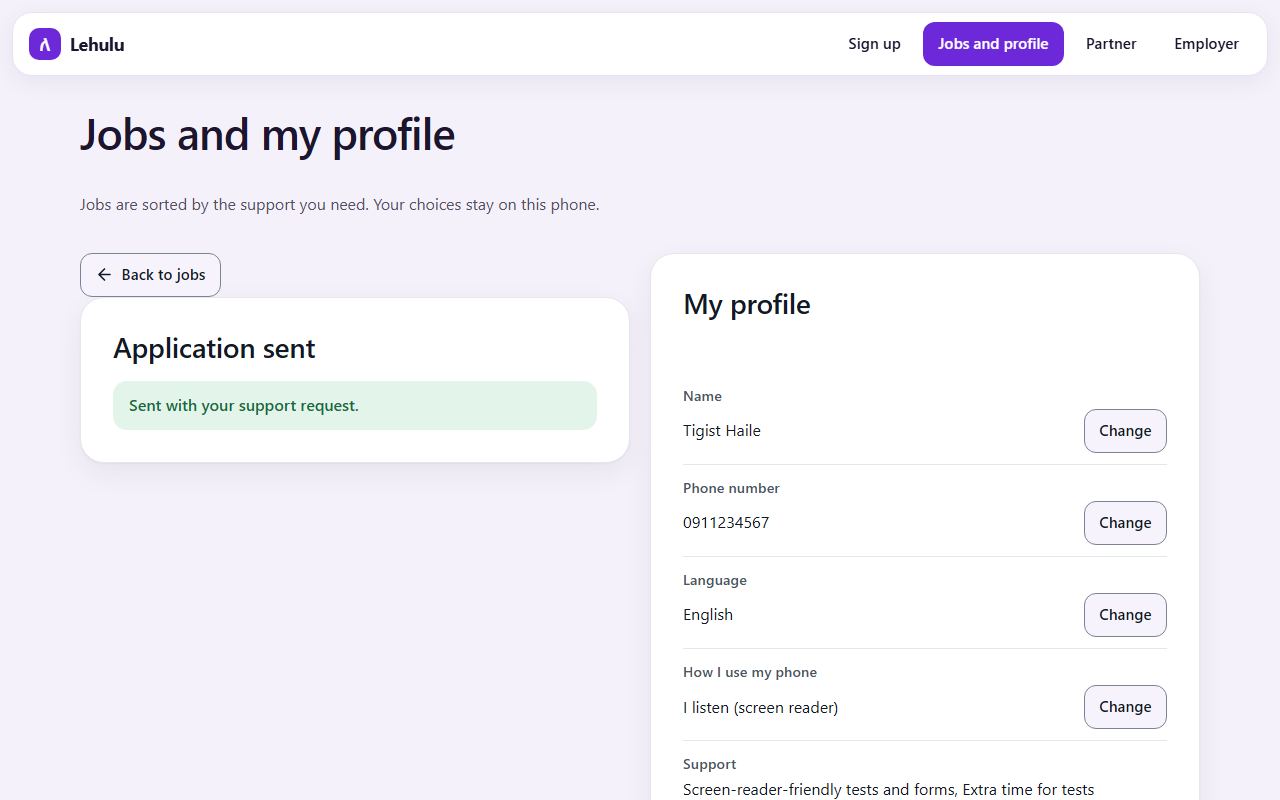 ለ Lehulu
Sign up
Jobs and profile
Partner
Employer
Jobs and my profile
Jobs are sorted by the support you need. Your choices stay on this phone.
← Back to jobs
Application sent
Sent with your support request.
My profile
Name
Tigist Haile
Change
Phone number
0911234567
Change
Language
English
Change
How I use my phone
I listen (screen reader)
Change
Support
Screen-reader-friendly tests and forms, Extra time for tests